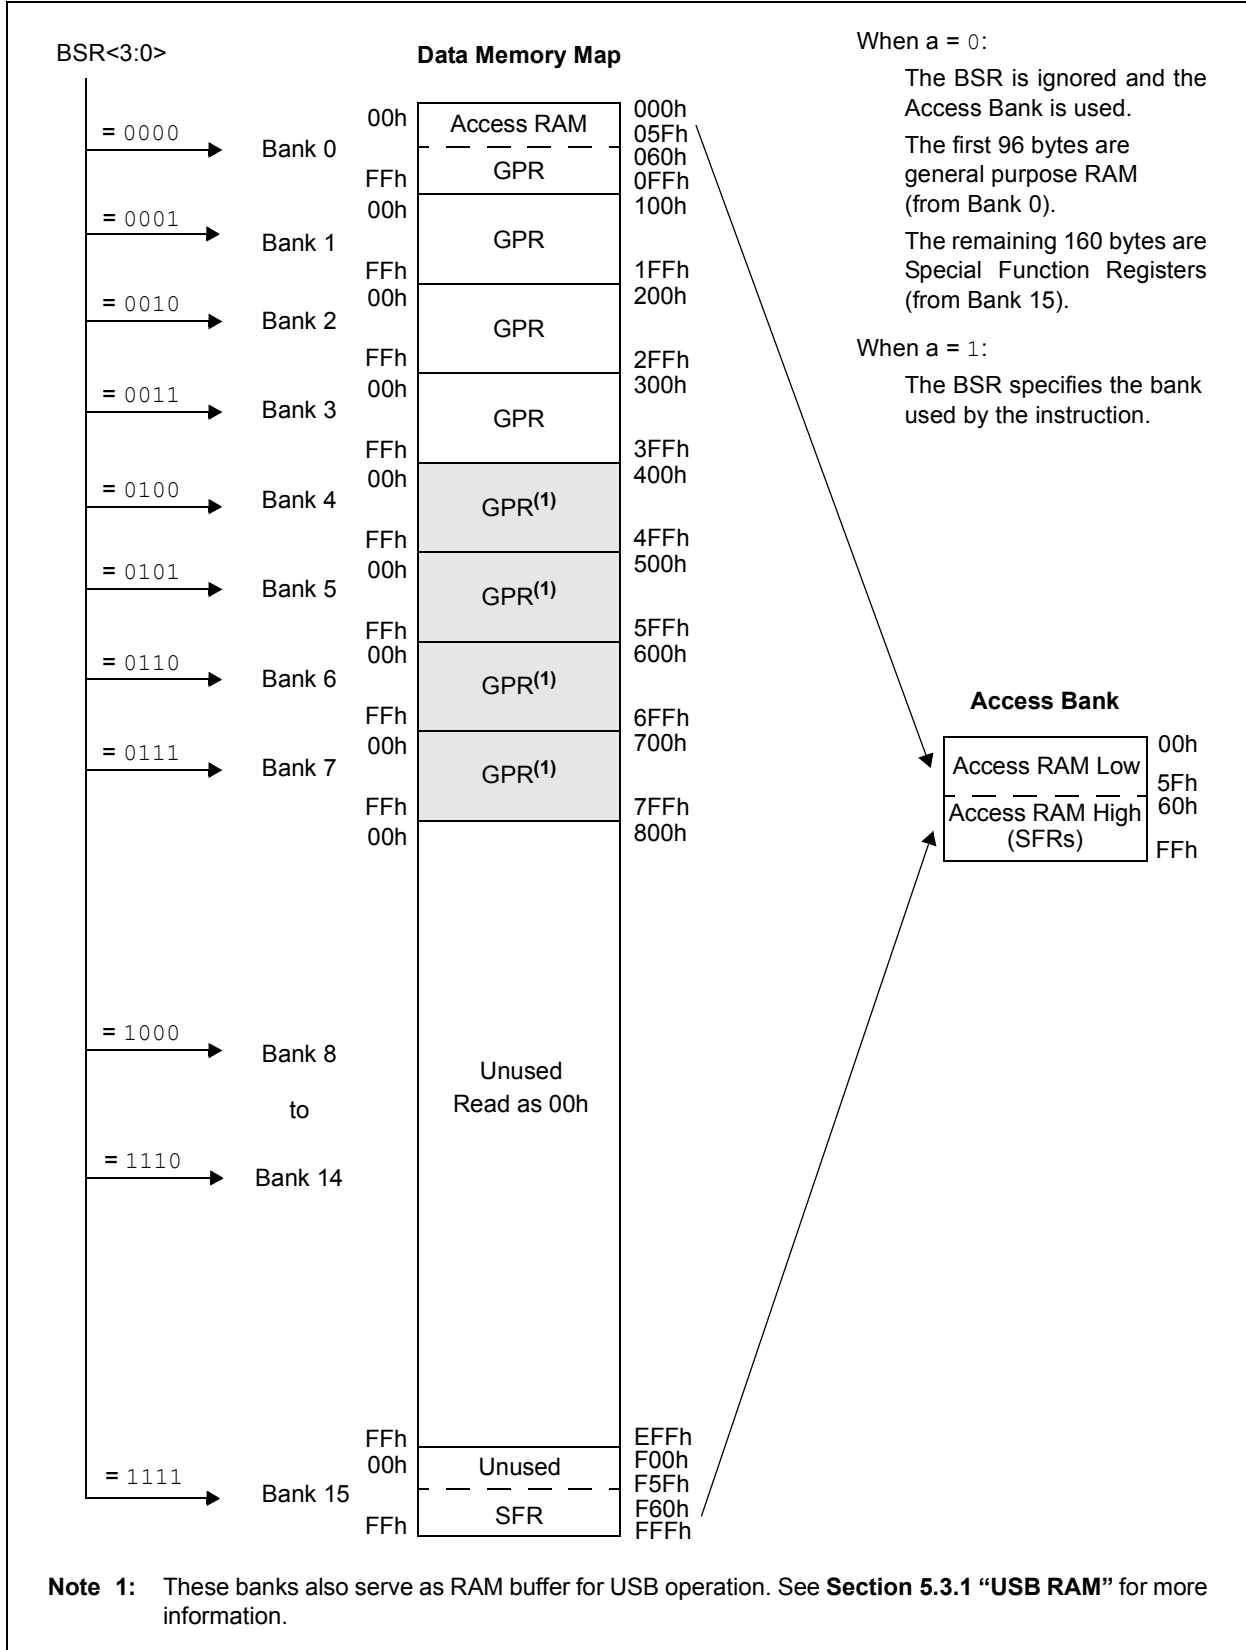 BSR<3:0>
Data Memory Map
When a = 0:
The BSR is ignored and the
Access Bank is used.
The first 96 bytes are
general purpose RAM
(from Bank 0).
The remaining 160 bytes are
Special Function Registers
(from Bank 15).
When a = 1:
The BSR specifies the bank
used by the instruction.
= 0000
Bank 0
00h
Access RAM
000h
05Fh
060h
FFh
GPR
0FFh
= 0001
Bank 1
00h
GPR
100h
FFh
1FFh
= 0010
Bank 2
00h
GPR
200h
FFh
2FFh
= 0011
Bank 3
00h
GPR
300h
FFh
3FFh
= 0100
Bank 4
00h
GPR(1)
400h
FFh
4FFh
= 0101
Bank 5
00h
GPR(1)
500h
FFh
5FFh
= 0110
Bank 6
00h
GPR(1)
600h
FFh
6FFh
= 0111
Bank 7
00h
GPR(1)
700h
FFh
7FFh
00h
800h
= 1000
Bank 8
to
= 1110
Bank 14
Unused
Read as 00h
FFh
EFFh
= 1111
Bank 15
00h
Unused
F00h
F5Fh
F60h
FFh
SFR
FFFh
Access Bank
Access RAM Low
00h
5Fh
Access RAM High
(SFRs)
60h
FFh
Note 1: These banks also serve as RAM buffer for USB operation. See Section 5.3.1 “USB RAM” for more
information.